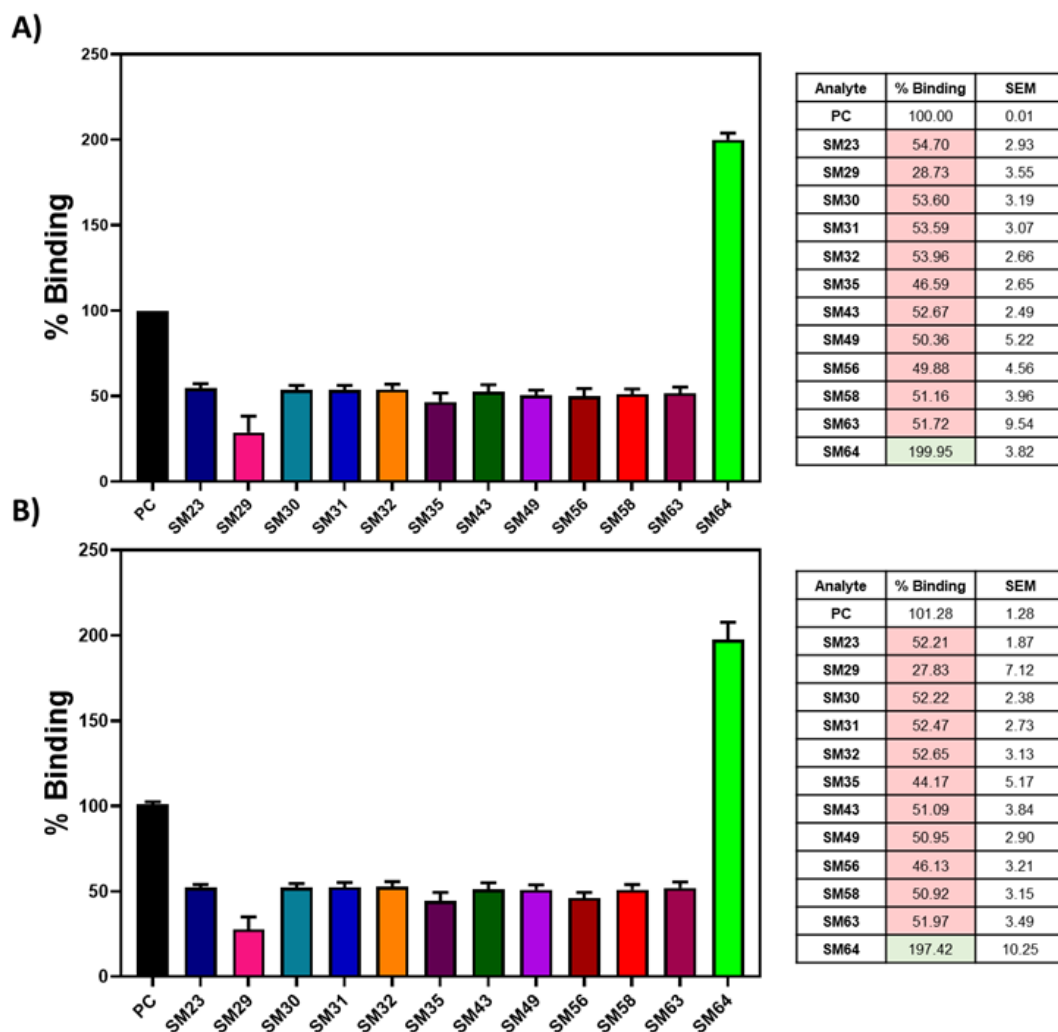 A)
% Binding
250
200
150
100
50
0
PC SM23 SM29 SM30 SM31 SM32 SM35 SM43 SM49 SM56 SM58 SM63 SM64
Analyte % Binding SEM
PC 100.00 0.01
SM23 54.70 2.93
SM29 28.73 3.55
SM30 53.60 3.19
SM31 53.59 3.07
SM32 53.96 2.66
SM35 46.59 2.65
SM43 52.67 2.49
SM49 50.36 5.22
SM56 49.88 4.56
SM58 51.16 3.96
SM63 51.72 9.54
SM64 199.95 3.82
B)
% Binding
250
200
150
100
50
0
PC SM23 SM29 SM30 SM31 SM32 SM35 SM43 SM49 SM56 SM58 SM63 SM64
Analyte % Binding SEM
PC 101.28 1.28
SM23 52.21 1.87
SM29 27.83 7.12
SM30 52.22 2.38
SM31 52.47 2.73
SM32 52.65 3.13
SM35 44.17 5.17
SM43 51.09 3.84
SM49 50.95 2.90
SM56 46.13 3.21
SM58 50.92 3.15
SM63 51.97 3.49
SM64 197.42 10.25